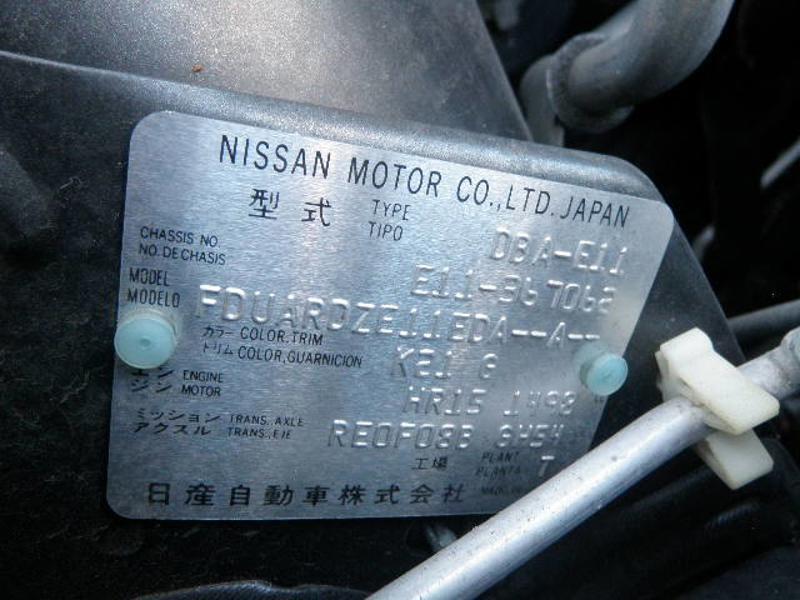 NISSAN MOTOR CO.,LTD. JAPAN
型式 TYPE TIPO DBA-E11
CHASSIS NO. NO.DE CHASIS E11-367062
MODEL MODELO FDUARDZE11EDA--A--
カラー COLOR,TRIM
トリム COLOR,GUARNICION KE1 G
エンジン ENGINE MOTOR HR15 1498
ミッション TRANS.,AXLE
アクスル TRANS.,EJE RE0F08B GH54
工場 PLANT PLANTA T
日産自動車株式会社 MADE IN